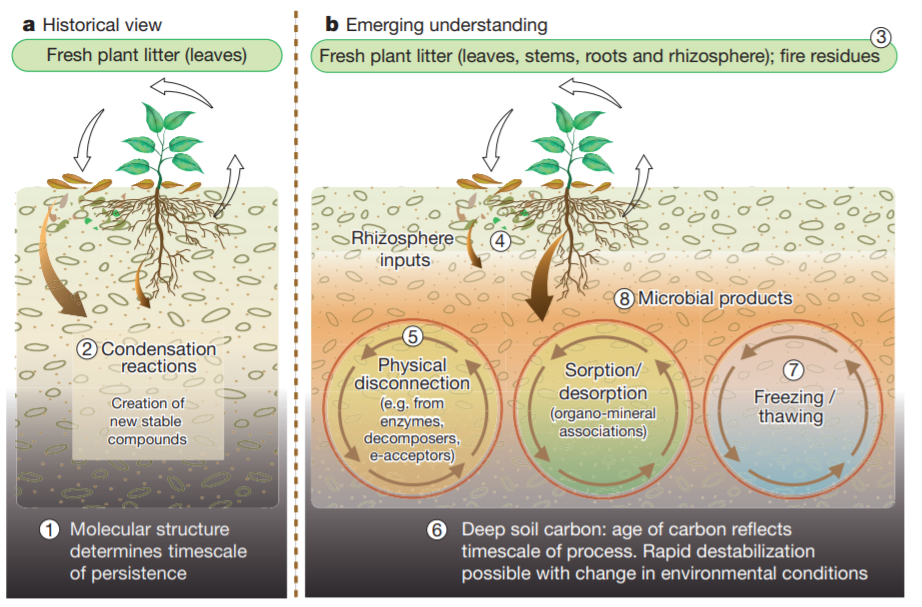 a Historical view
Fresh plant litter (leaves)
2 Condensation
reactions
Creation of
new stable
compounds
1 Molecular structure
determines timescale
of persistence
b Emerging understanding
3
Fresh plant litter (leaves, stems, roots and rhizosphere); fire residues
Rhizosphere
inputs
4
8 Microbial products
5
Physical
disconnection
(e.g. from
enzymes,
decomposers,
e-acceptors)
Sorption/
desorption
(organo-mineral
associations)
7
Freezing /
thawing
6 Deep soil carbon: age of carbon reflects
timescale of process. Rapid destabilization
possible with change in environmental conditions